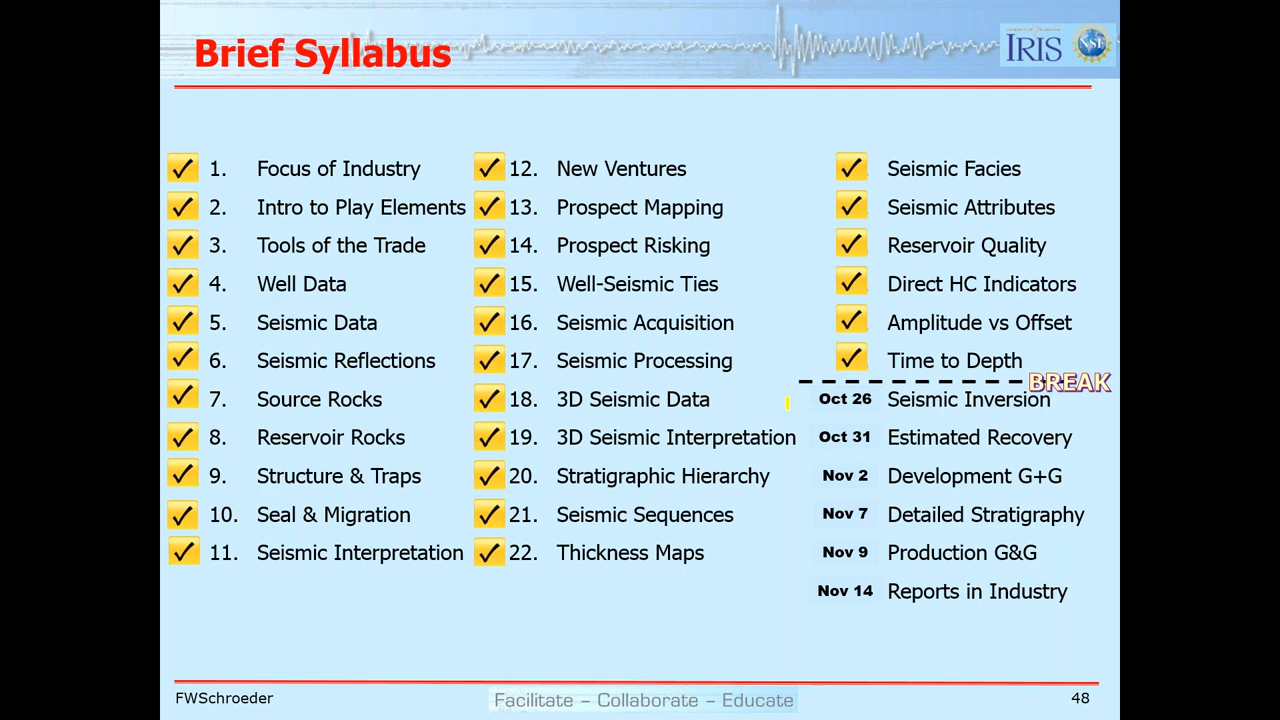 Brief Syllabus
IRIS
NSF
1. Focus of Industry
2. Intro to Play Elements
3. Tools of the Trade
4. Well Data
5. Seismic Data
6. Seismic Reflections
7. Source Rocks
8. Reservoir Rocks
9. Structure & Traps
10. Seal & Migration
11. Seismic Interpretation
12. New Ventures
13. Prospect Mapping
14. Prospect Risking
15. Well-Seismic Ties
16. Seismic Acquisition
17. Seismic Processing
18. 3D Seismic Data
19. 3D Seismic Interpretation
20. Stratigraphic Hierarchy
21. Seismic Sequences
22. Thickness Maps
Seismic Facies
Seismic Attributes
Reservoir Quality
Direct HC Indicators
Amplitude vs Offset
Time to Depth
BREAK
Oct 26 Seismic Inversion
Oct 31 Estimated Recovery
Nov 2 Development G+G
Nov 7 Detailed Stratigraphy
Nov 9 Production G&G
Nov 14 Reports in Industry
FWSchroeder
Facilitate – Collaborate – Educate
48